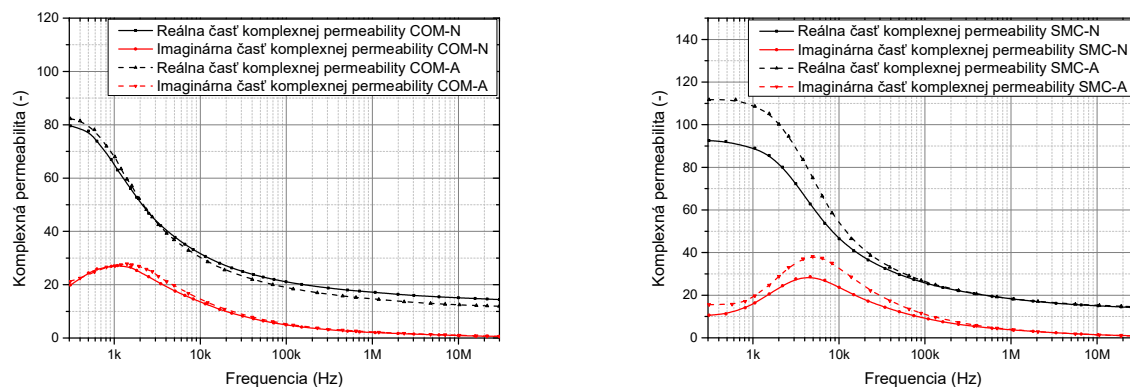 120
100
80
60
40
20
0
Komplexná permeabilita (-)
Reálna časť komplexnej permeability COM-N
Imaginárna časť komplexnej permeability COM-N
Reálna časť komplexnej permeability COM-A
Imaginárna časť komplexnej permeability COM-A
1k 10k 100k 1M 10M
Frequencia (Hz)
140
120
100
80
60
40
20
0
Komplexná permeabilita (-)
Reálna časť komplexnej permeability SMC-N
Imaginárna časť komplexnej permeability SMC-N
Reálna časť komplexnej permeability SMC-A
Imaginárna časť komplexnej permeability SMC-A
1k 10k 100k 1M 10M
Frequencia (Hz)